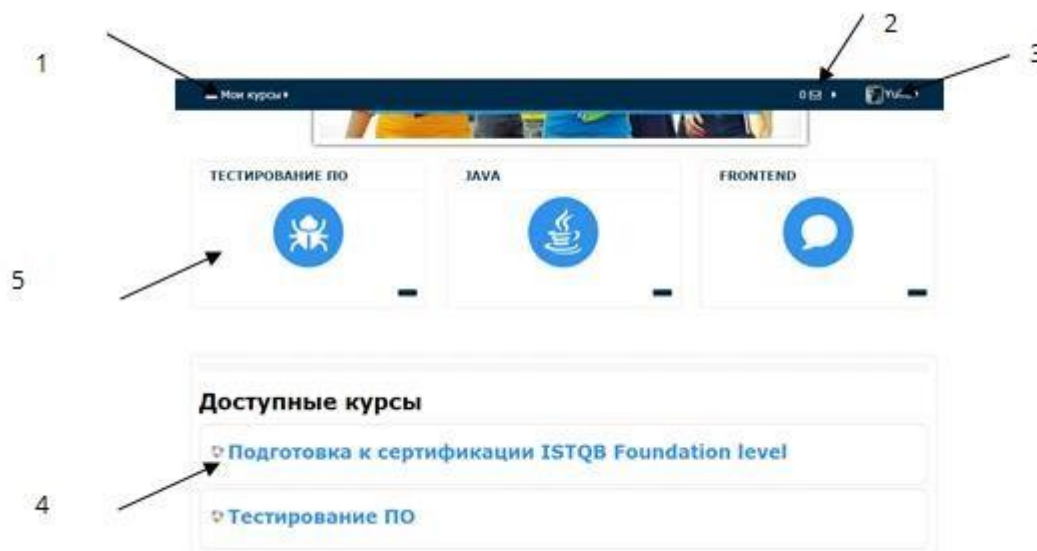 2
1
3
Мои курсы
0
ТЕСТИРОВАНИЕ ПО
JAVA
FRONTEND
5
Доступные курсы
Подготовка к сертификации ISTQB Foundation level
4
Тестирование ПО